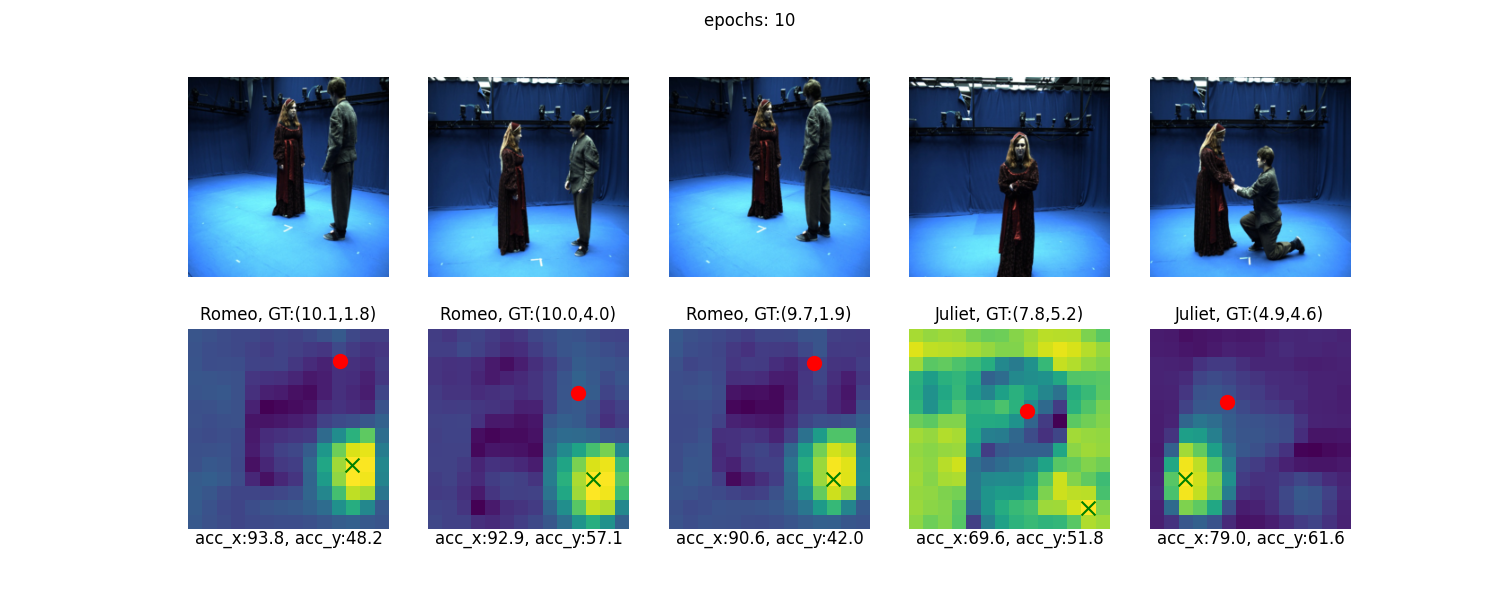 epochs: 10
Romeo, GT:(10.1,1.8)
Romeo, GT:(10.0,4.0)
Romeo, GT:(9.7,1.9)
Juliet, GT:(7.8,5.2)
Juliet, GT:(4.9,4.6)
acc_x:93.8, acc_y:48.2
acc_x:92.9, acc_y:57.1
acc_x:90.6, acc_y:42.0
acc_x:69.6, acc_y:51.8
acc_x:79.0, acc_y:61.6